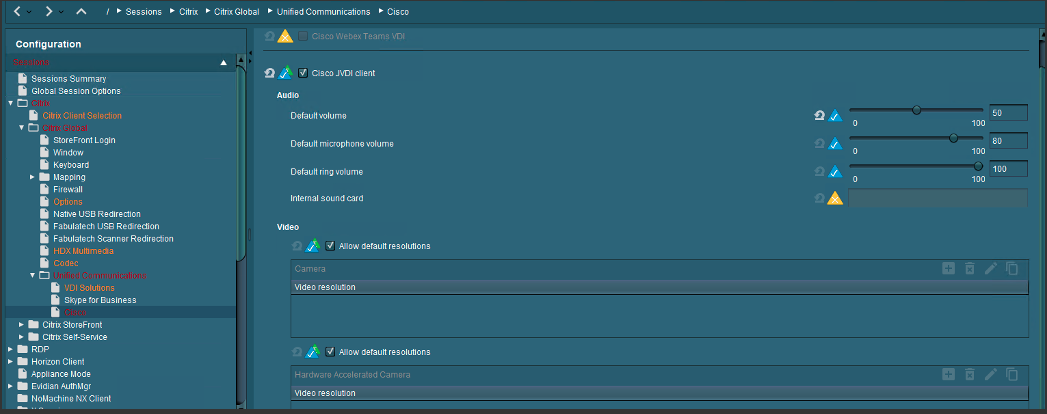 / Sessions Citrix Citrix Global Unified Communications Cisco
Configuration
Sessions
Sessions Summary
Global Session Options
Citrix
Citrix Client Selection
Citrix Global
StoreFront Login
Window
Keyboard
Mapping
Firewall
Options
Native USB Redirection
Fabulatech USB Redirection
Fabulatech Scanner Redirection
HDX Multimedia
Codec
Unified Communications
VDI Solutions
Skype for Business
Cisco
Citrix StoreFront
Citrix Self-Service
RDP
Horizon Client
Appliance Mode
Evidian AuthMgr
NoMachine NX Client
Cisco Webex Teams VDI
Cisco JVDI client
Audio
Default volume
50
0 100
Default microphone volume
80
0 100
Default ring volume
100
0 100
Internal sound card
Video
Allow default resolutions
Camera
Video resolution
Allow default resolutions
Hardware Accelerated Camera
Video resolution